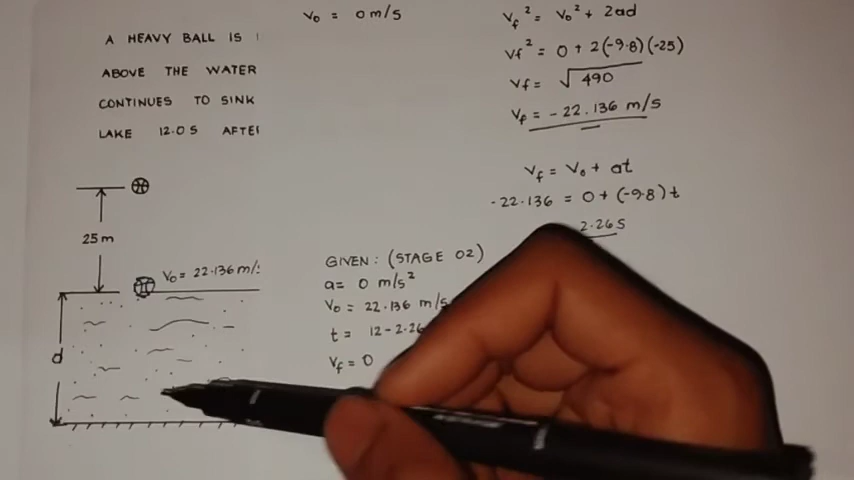 A HEAVY BALL IS
ABOVE THE WATER
CONTINUES TO SINK
LAKE 12.0 S AFTER
25m
V₀ = 22.136 m/s
d
V₀ = 0 m/s
GIVEN: (STAGE 02)
a = 0 m/s²
V₀ = 22.136 m/s
t = 12-2.26
Vf = 0
Vf² = V₀² + 2ad
Vf² = 0 + 2(-9.8)(-25)
Vf = √490
Vf = -22.136 m/s
Vf = V₀ + at
-22.136 = 0 + (-9.8)t
2.26 S